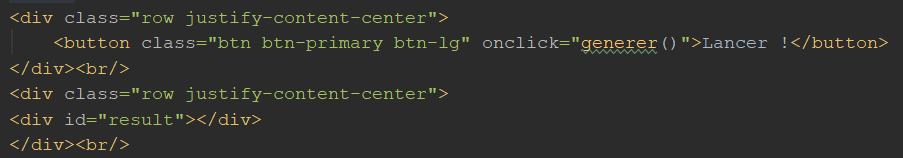 <div class="row justify-content-center">
<button class="btn btn-primary btn-lg" onclick="generer()">Lancer !</button>
</div><br/>
<div class="row justify-content-center">
<div id="result"></div>
</div><br/>